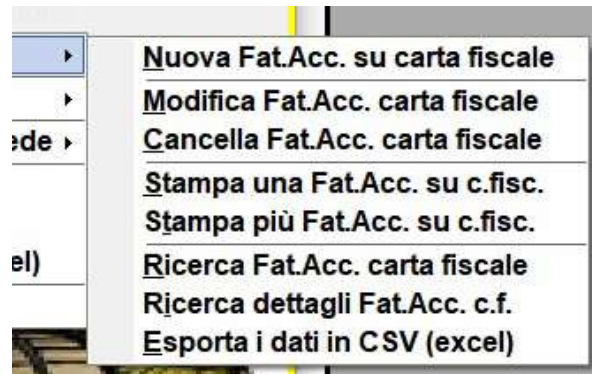 Nuova Fat.Acc. su carta fiscale
Modifica Fat.Acc. carta fiscale
ede Cancella Fat.Acc. carta fiscale
Stampa una Fat.Acc. su c.fisc.
Stampa più Fat.Acc. su c.fisc.
el) Ricerca Fat.Acc. carta fiscale
Ricerca dettagli Fat.Acc. c.f.
Esporta i dati in CSV (excel)